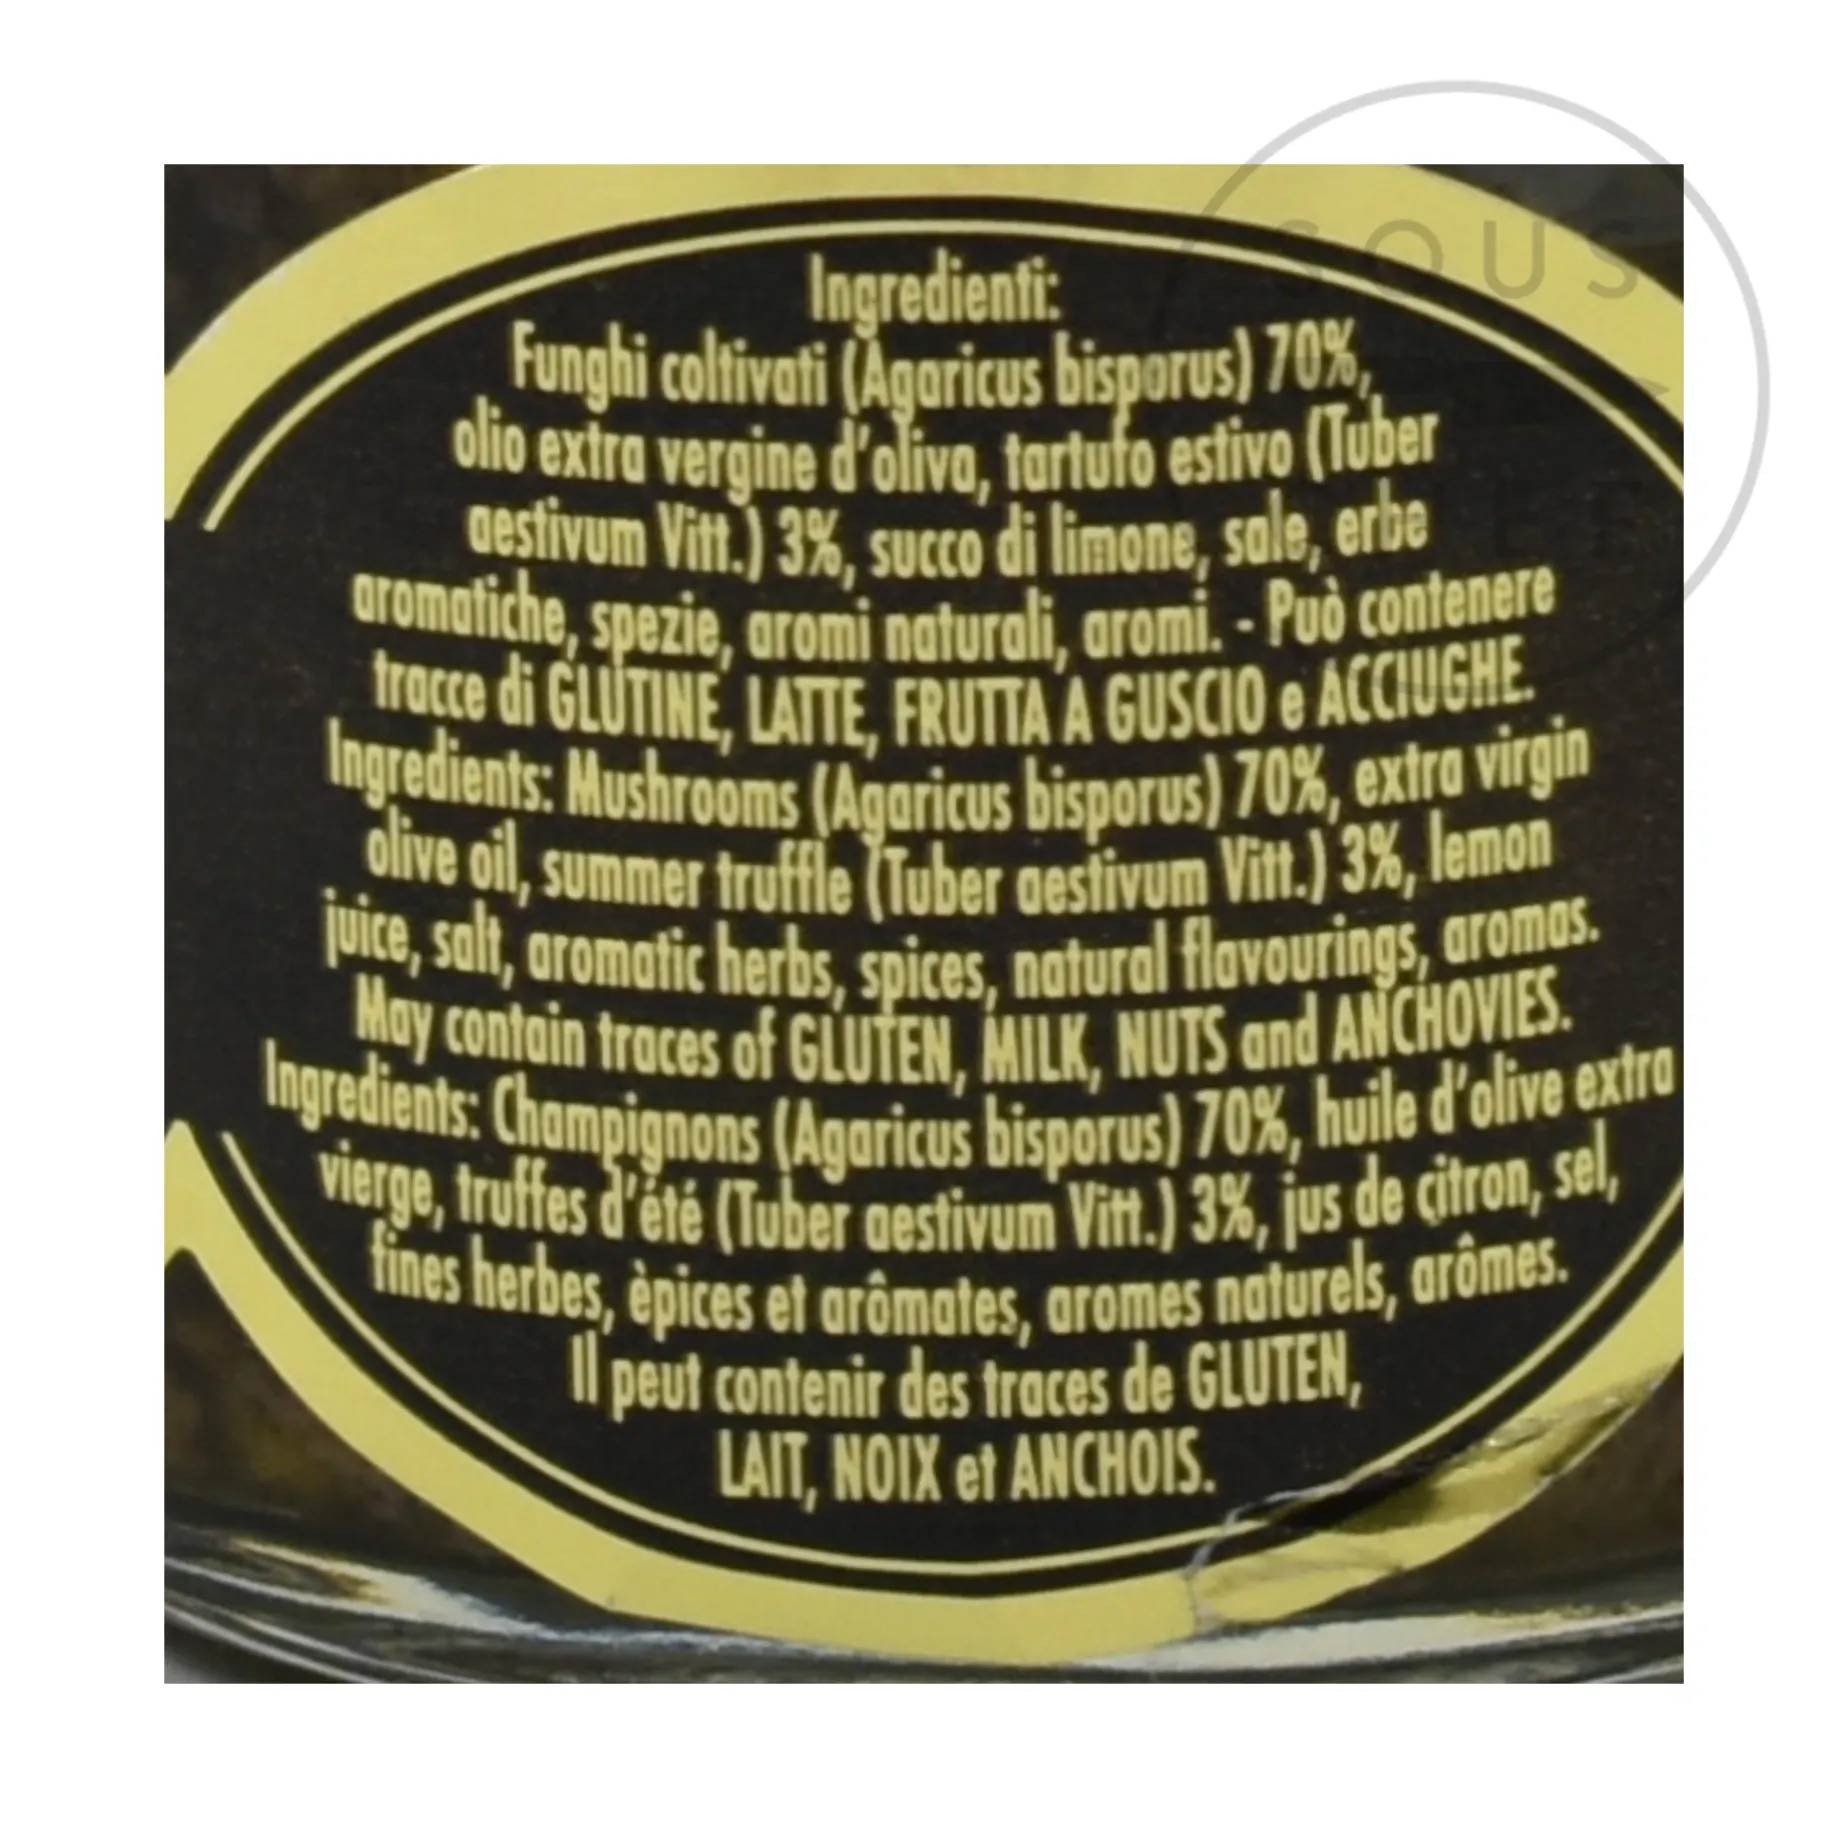 SOUS
Ingredienti:
Funghi coltivati (Agaricus bisporus) 70%,
olio extra vergine d'oliva, tartufo estivo (Tuber
aestivum Vitt.) 3%, succo di limone, sale, erbe
aromatiche, spezie, aromi naturali, aromi. - Può contenere
tracce di GLUTINE, LATTE, FRUTTA A GUSCIO e ACCIUGHE.
Ingredients: Mushrooms (Agaricus bisporus) 70%, extra virgin
olive oil, summer truffle (Tuber aestivum Vitt.) 3%, lemon
juice, salt, aromatic herbs, spices, natural flavourings, aromas.
May contain traces of GLUTEN, MILK, NUTS and ANCHOVIES.
Ingredients: Champignons (Agaricus bisporus) 70%, huile d'olive extra
vierge, truffes d'été (Tuber aestivum Vitt.) 3%, jus de citron, sel,
fines herbes, èpices et arômates, aromes naturels, arômes.
Il peut contenir des traces de GLUTEN,
LAIT, NOIX et ANCHOIS.